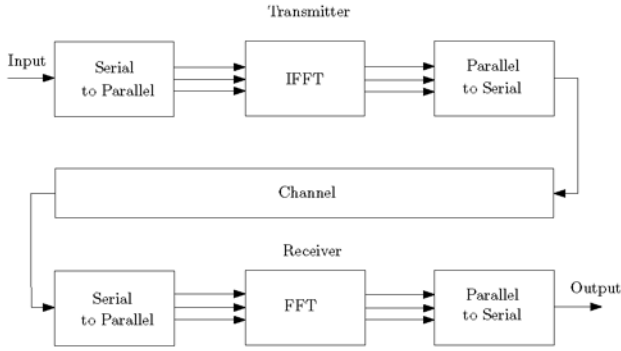 Transmitter
Input
Serial
to Parallel
IFFT
Parallel
to Serial
Channel
Receiver
Serial
to Parallel
FFT
Parallel
to Serial
Output